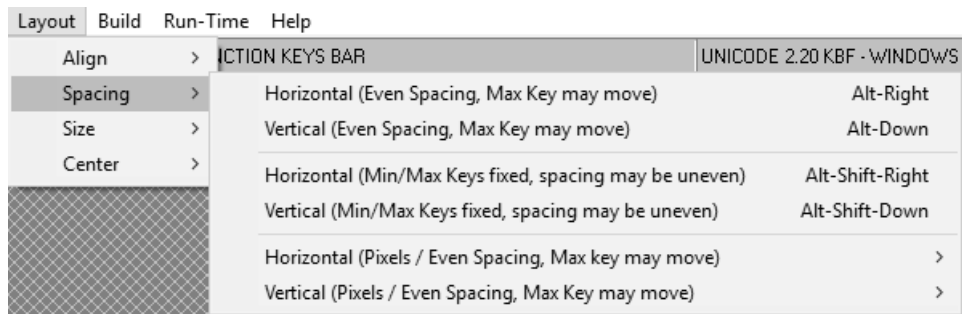 Layout Build Run-Time Help
Align > NCTION KEYS BAR UNICODE 2.20 KBF - WINDOWS
Spacing > Horizontal (Even Spacing, Max Key may move) Alt-Right
Size > Vertical (Even Spacing, Max Key may move) Alt-Down
Center > Horizontal (Min/Max Keys fixed, spacing may be uneven) Alt-Shift-Right
Vertical (Min/Max Keys fixed, spacing may be uneven) Alt-Shift-Down
Horizontal (Pixels / Even Spacing, Max key may move) >
Vertical (Pixels / Even Spacing, Max Key may move) >